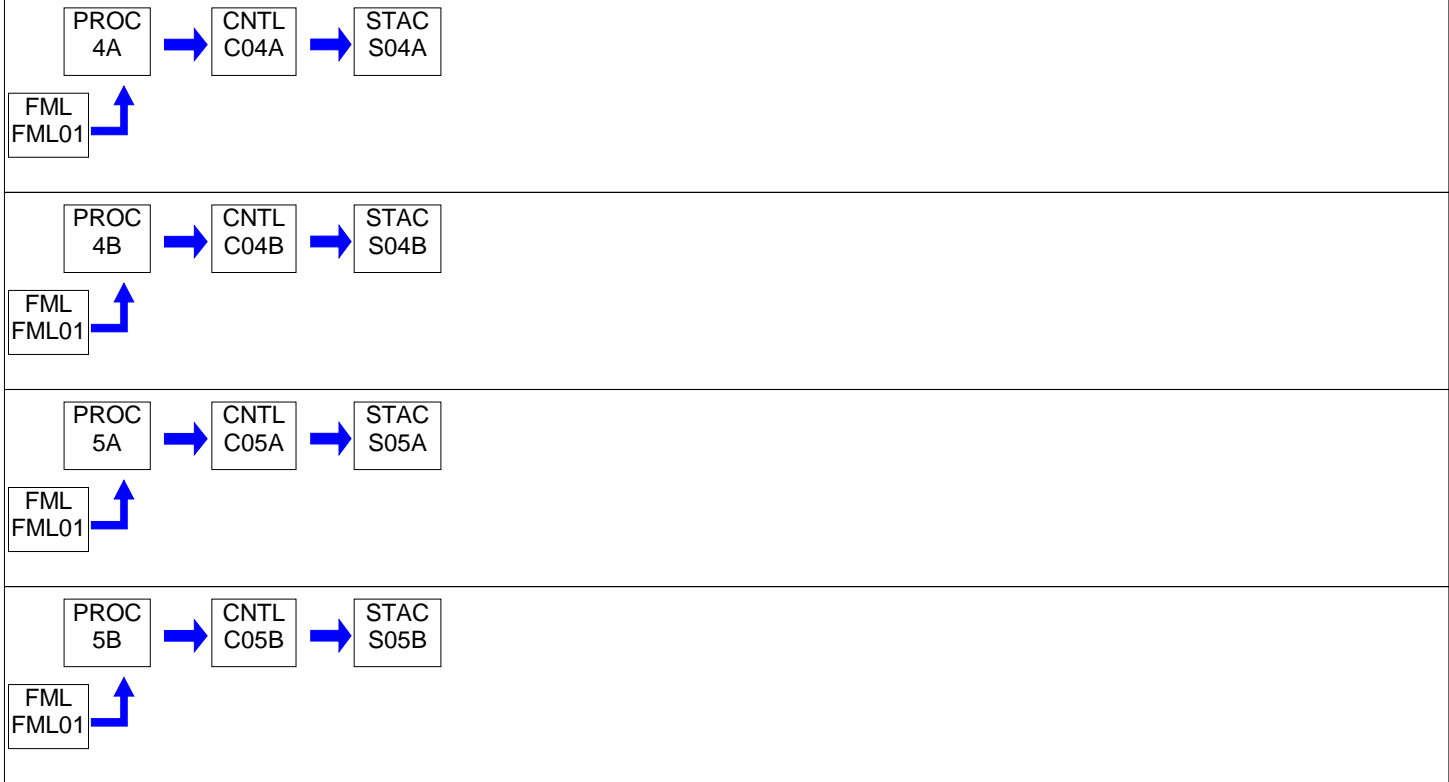 PROC
4A
CNTL
C04A
STAC
S04A
FML
FML01
PROC
4B
CNTL
C04B
STAC
S04B
FML
FML01
PROC
5A
CNTL
C05A
STAC
S05A
FML
FML01
PROC
5B
CNTL
C05B
STAC
S05B
FML
FML01